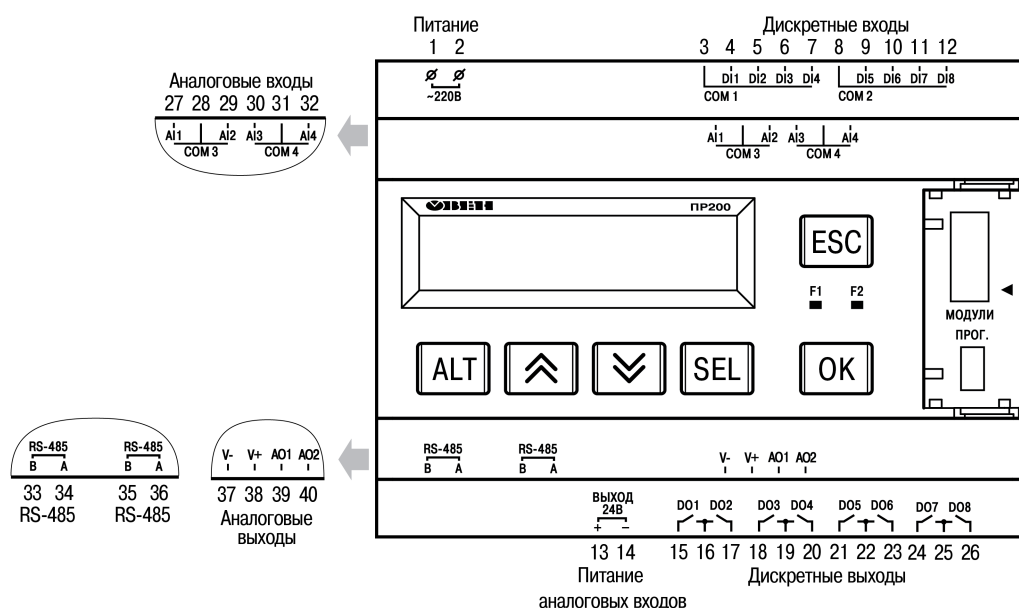 Питание
1 2
Дискретные входы
3 4 5 6 7 8 9 10 11 12
~220В
DI1 DI2 DI3 DI4 DI5 DI6 DI7 DI8
COM 1 COM 2
Аналоговые входы
27 28 29 30 31 32
AI1 AI2 AI3 AI4
COM 3 COM 4
AI1 AI2 AI3 AI4
COM 3 COM 4
ОВЕН ПР200
ESC
F1 F2
МОДУЛИ
ПРОГ.
ALT SEL OK
RS-485 RS-485
B A B A
33 34 35 36
RS-485 RS-485
V- V+ AO1 AO2
37 38 39 40
Аналоговые
выходы
RS-485 RS-485
B A B A
V- V+ AO1 AO2
ВЫХОД
24В
+ −
DO1 DO2 DO3 DO4 DO5 DO6 DO7 DO8
13 14 15 16 17 18 19 20 21 22 23 24 25 26
Питание
аналоговых входов
Дискретные выходы